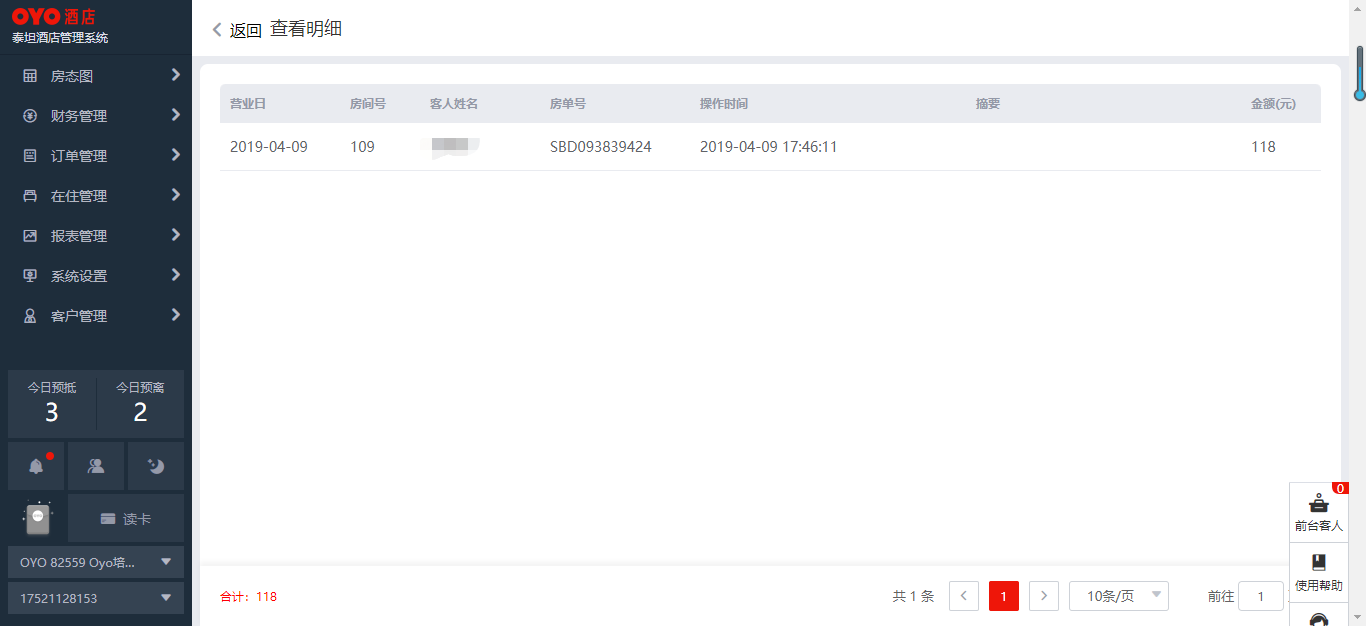 OYO 酒店
泰坦酒店管理系统
房态图
财务管理
订单管理
在住管理
报表管理
系统设置
客户管理
今日预抵
3
今日预离
2
读卡
OYO 82559 Oyo培...
17521128153
返回 查看明细
营业日 房间号 客人姓名 房单号 操作时间 摘要 金额(元)
2019-04-09 109 SBD093839424 2019-04-09 17:46:11 118
合计：118
共 1 条 1 10条/页 前往 1
0
前台客人
使用帮助